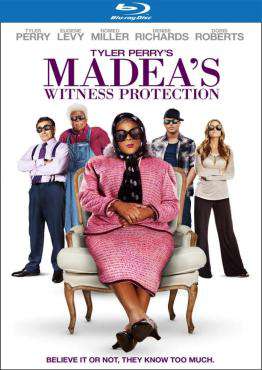 Blu-ray Disc
TYLER PERRY EUGENE LEVY ROMEO MILLER DENISE RICHARDS DORIS ROBERTS
TYLER PERRY'S
MADEA'S
WITNESS PROTECTION
BELIEVE IT OR NOT, THEY KNOW TOO MUCH.